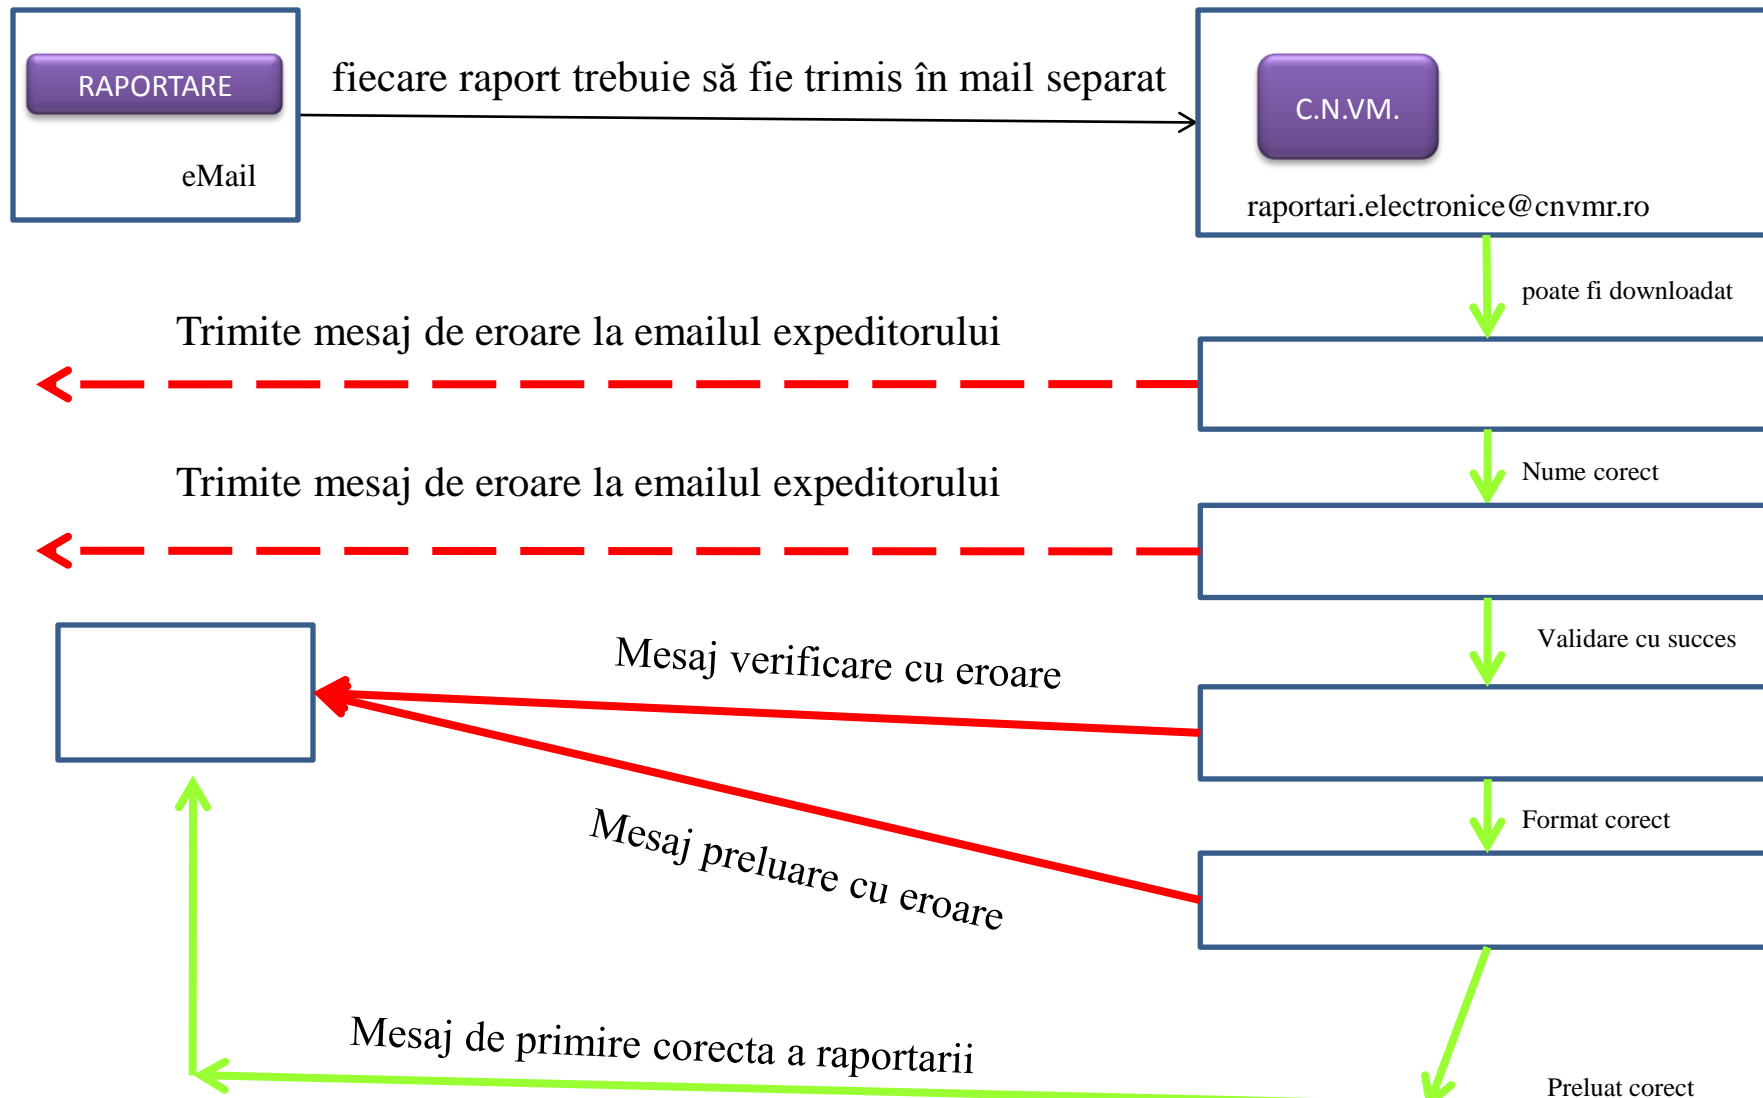 RAPORTARE
fiecare raport trebuie să fie trimis în mail separat
C.N.VM.
eMail
raportari.electronice@cnvmr.ro
poate fi downloadat
Trimite mesaj de eroare la emailul expeditorului
Nume corect
Trimite mesaj de eroare la emailul expeditorului
Validare cu succes
Mesaj verificare cu eroare
Format corect
Mesaj preluare cu eroare
Mesaj de primire corecta a raportarii
Preluat corect